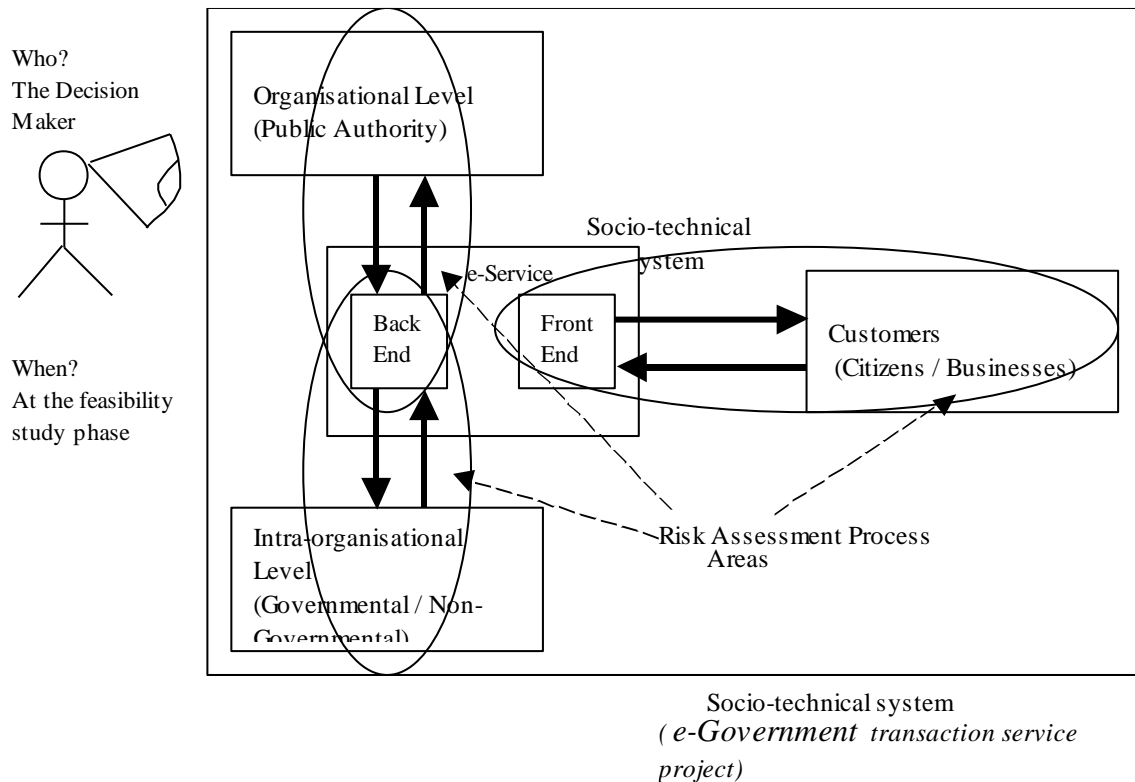 Who?
The Decision
Maker
Organisational Level
(Public Authority)
Socio-technical
ystem
e-Service
Back
End
Front
End
Customers
(Citizens / Businesses)
When?
At the feasibility
study phase
Risk Assessment Process
Areas
Intra-organisational
Level
(Governmental / Non-
Governmental)
Socio-technical system
( e-Government transaction service
project)